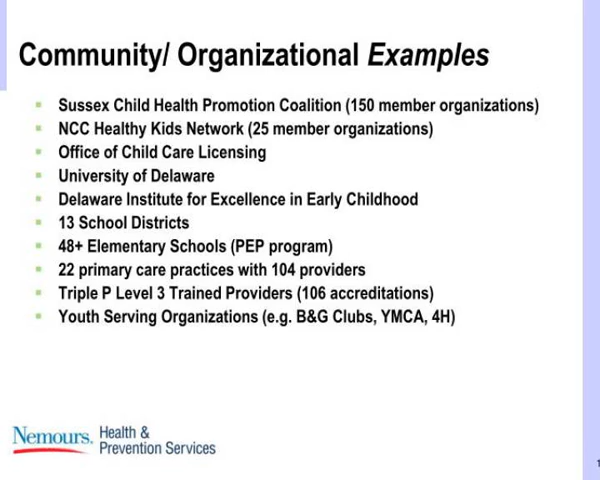 Community/ Organizational Examples
Sussex Child Health Promotion Coalition (150 member organizations)
NCC Healthy Kids Network (25 member organizations)
Office of Child Care Licensing
University of Delaware
Delaware Institute for Excellence in Early Childhood
13 School Districts
48+ Elementary Schools (PEP program)
22 primary care practices with 104 providers
Triple P Level 3 Trained Providers (106 accreditations)
Youth Serving Organizations (e.g. B&G Clubs, YMCA, 4H)
Nemours. Health &
Prevention Services